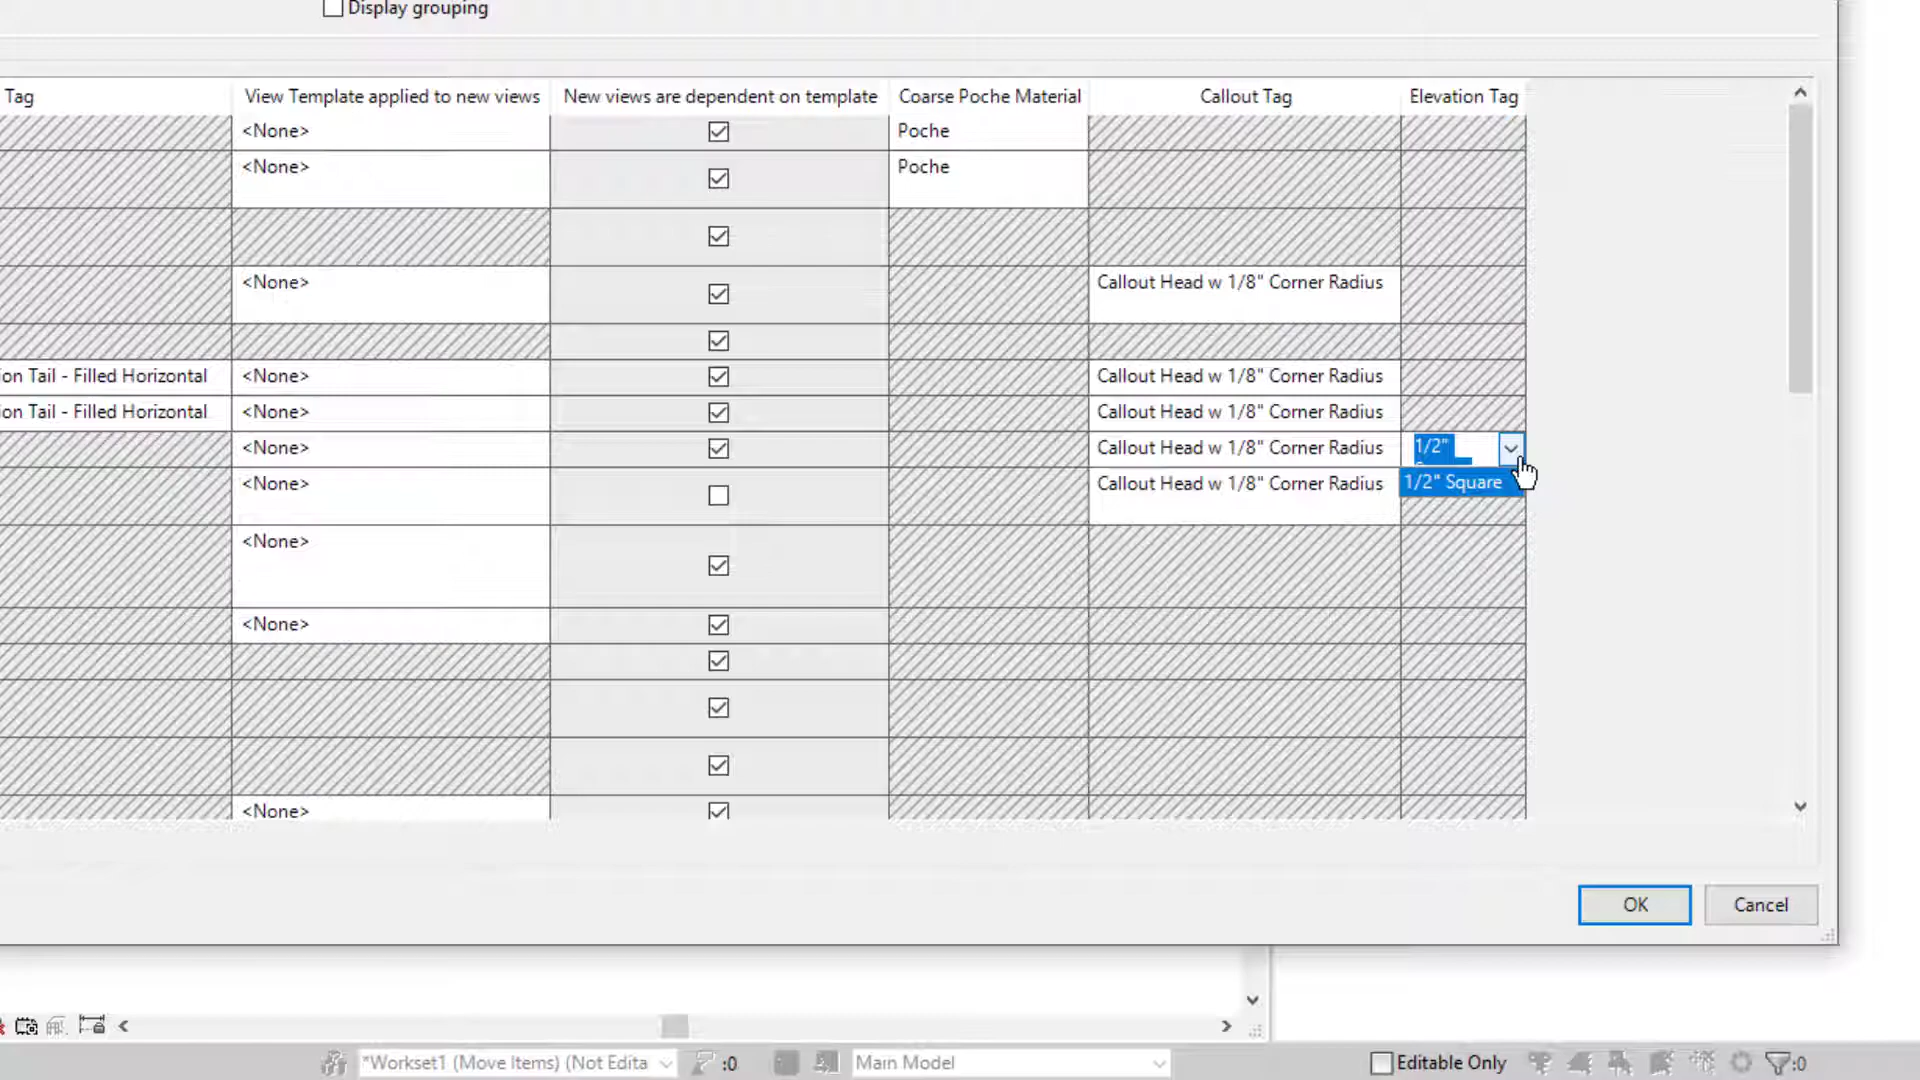 Display grouping
Tag View Template applied to new views New views are dependent on template Coarse Poche Material Callout Tag Elevation Tag
<None> Poche
<None> Poche
<None> Callout Head w 1/8" Corner Radius
ion Tail - Filled Horizontal <None> Callout Head w 1/8" Corner Radius
ion Tail - Filled Horizontal <None> Callout Head w 1/8" Corner Radius
<None> Callout Head w 1/8" Corner Radius 1/2"
<None> Callout Head w 1/8" Corner Radius 1/2" Square
<None>
<None>
<None>
OK Cancel
*Workset1 (Move Items) (Not Edita :0 Main Model Editable Only :0